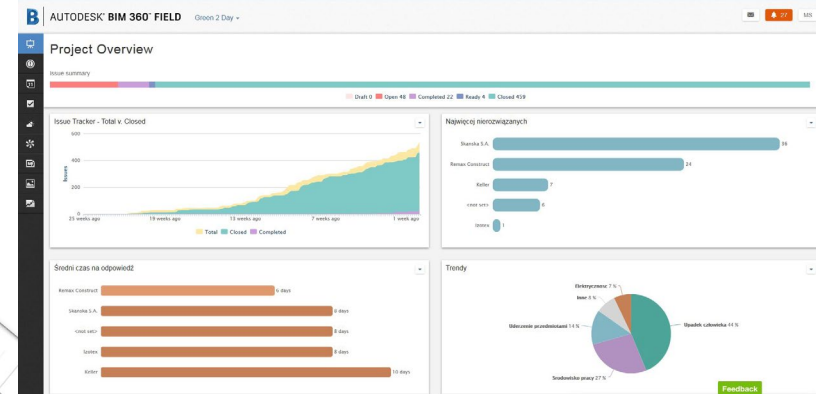 AUTODESK® BIM 360™ FIELD Green 2 Day
27 MB
Project Overview
Issue summary
Draft 0 Open 48 Completed 22 Ready 4 Closed 459
Issue Tracker - Total v. Closed
600
400
200
0
Issues
25 weeks ago 19 weeks ago 13 weeks ago 7 weeks ago 1 week ago
Total Closed Completed
Najwięcej nierozwiązanych
Skanska S.A. 36
Remax Construct 24
Keller 7
<not set> 6
Izotex 1
Średni czas na odpowiedź
Remax Construct 6 days
Skanska S.A. 8 days
<not set> 8 days
Izotex 8 days
Keller 10 days
Trendy
Elektryczność 7 %
Inne 8 %
Uderzenie przedmiotami 14 %
Upadek człowieka 44 %
Środowisko pracy 27 %
Feedback